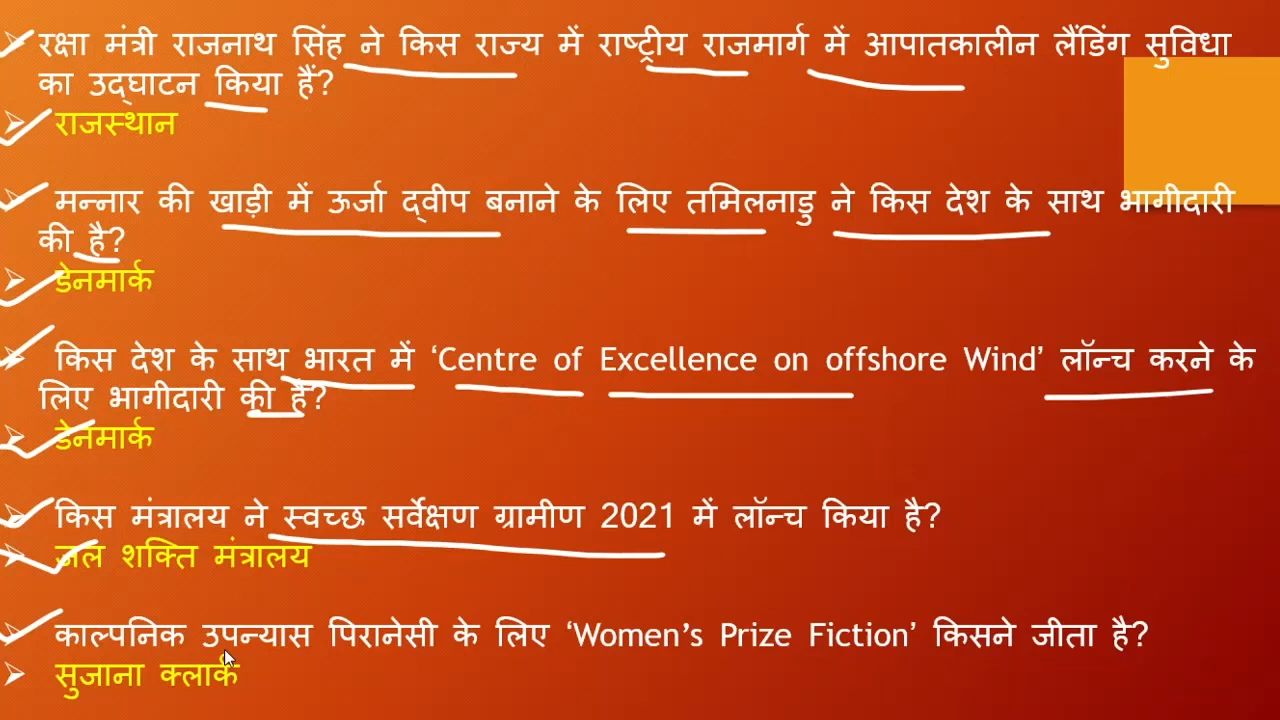 रक्षा मंत्री राजनाथ सिंह ने किस राज्य में राष्ट्रीय राजमार्ग में आपातकालीन लैंडिंग सुविधा
का उद्घाटन किया हैं?
राजस्थान
मन्नार की खाड़ी में ऊर्जा द्वीप बनाने के लिए तमिलनाडु ने किस देश के साथ भागीदारी
की है?
डेनमार्क
किस देश के साथ भारत में ‘Centre of Excellence on offshore Wind’ लॉन्च करने के
लिए भागीदारी की है?
डेनमार्क
किस मंत्रालय ने स्वच्छ सर्वेक्षण ग्रामीण 2021 में लॉन्च किया है?
जल शक्ति मंत्रालय
काल्पनिक उपन्यास पिरानेसी के लिए ‘Women’s Prize Fiction’ किसने जीता है?
सुजाना क्लार्क